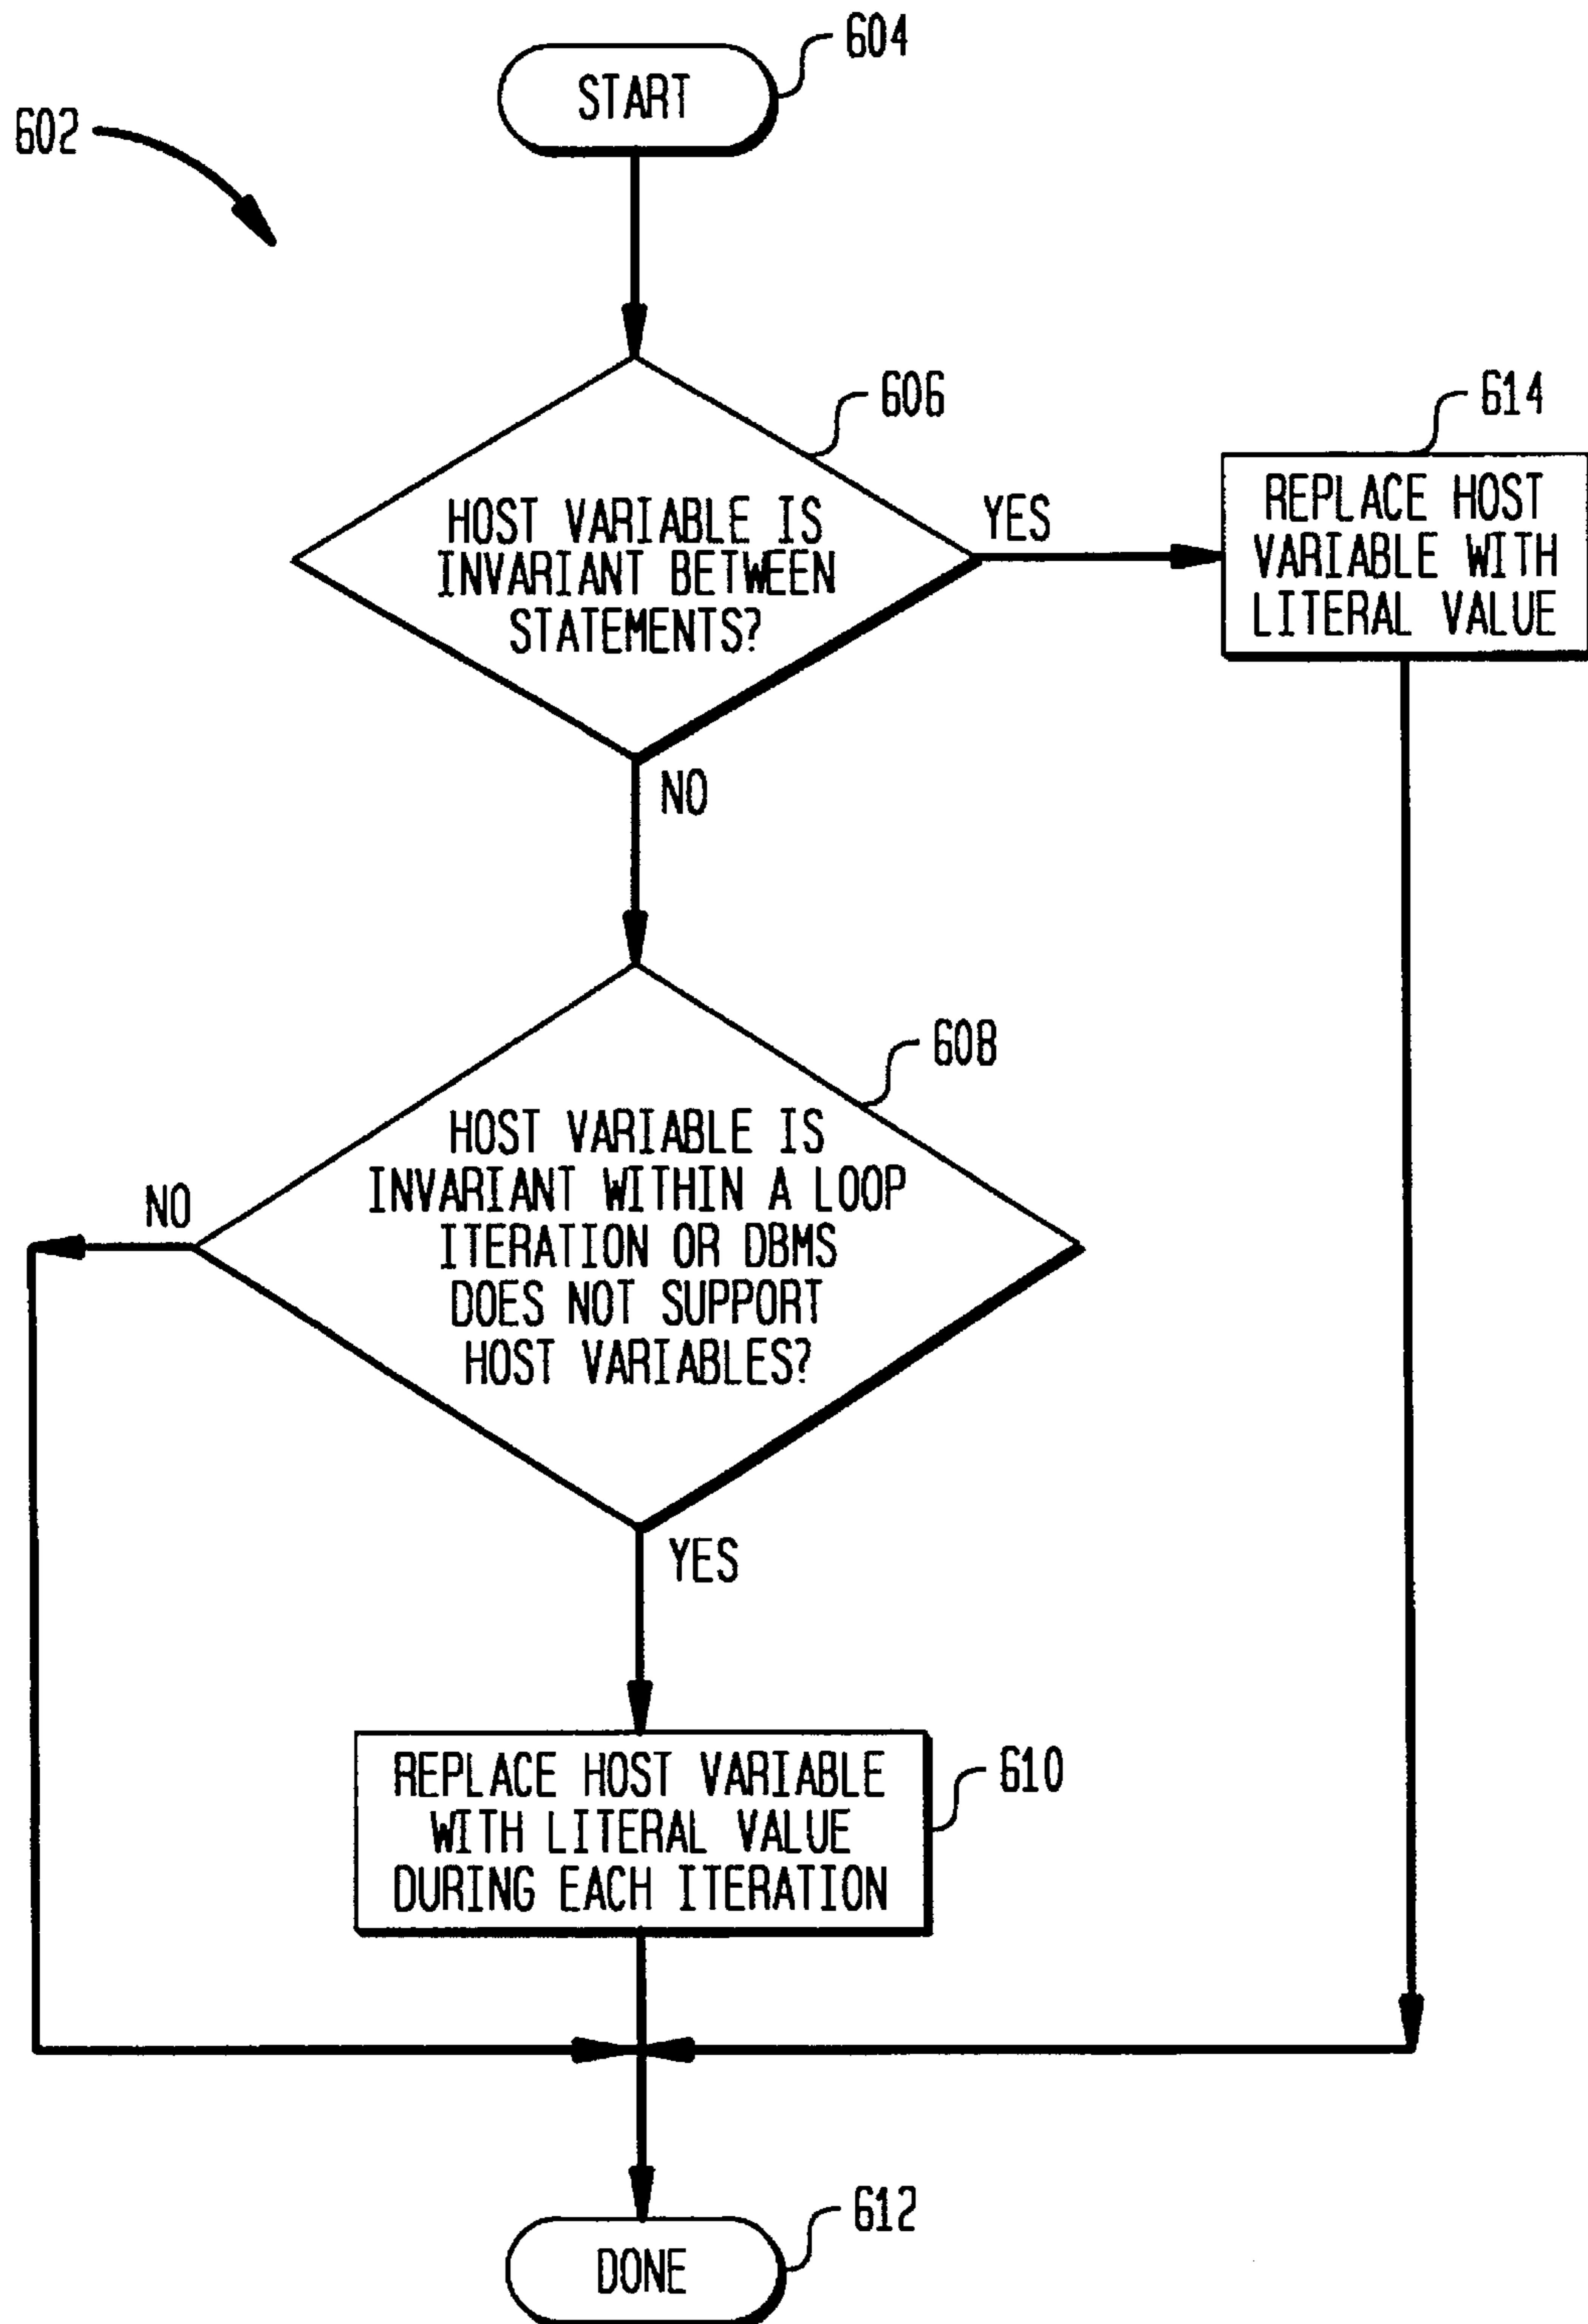 604
START
602
606
614
HOST VARIABLE IS
INVARIANT BETWEEN
STATEMENTS?
YES
REPLACE HOST
VARIABLE WITH
LITERAL VALUE
NO
608
HOST VARIABLE IS
INVARIANT WITHIN A LOOP
ITERATION OR DBMS
DOES NOT SUPPORT
HOST VARIABLES?
NO
YES
REPLACE HOST VARIABLE
WITH LITERAL VALUE
DURING EACH ITERATION
610
612
DONE